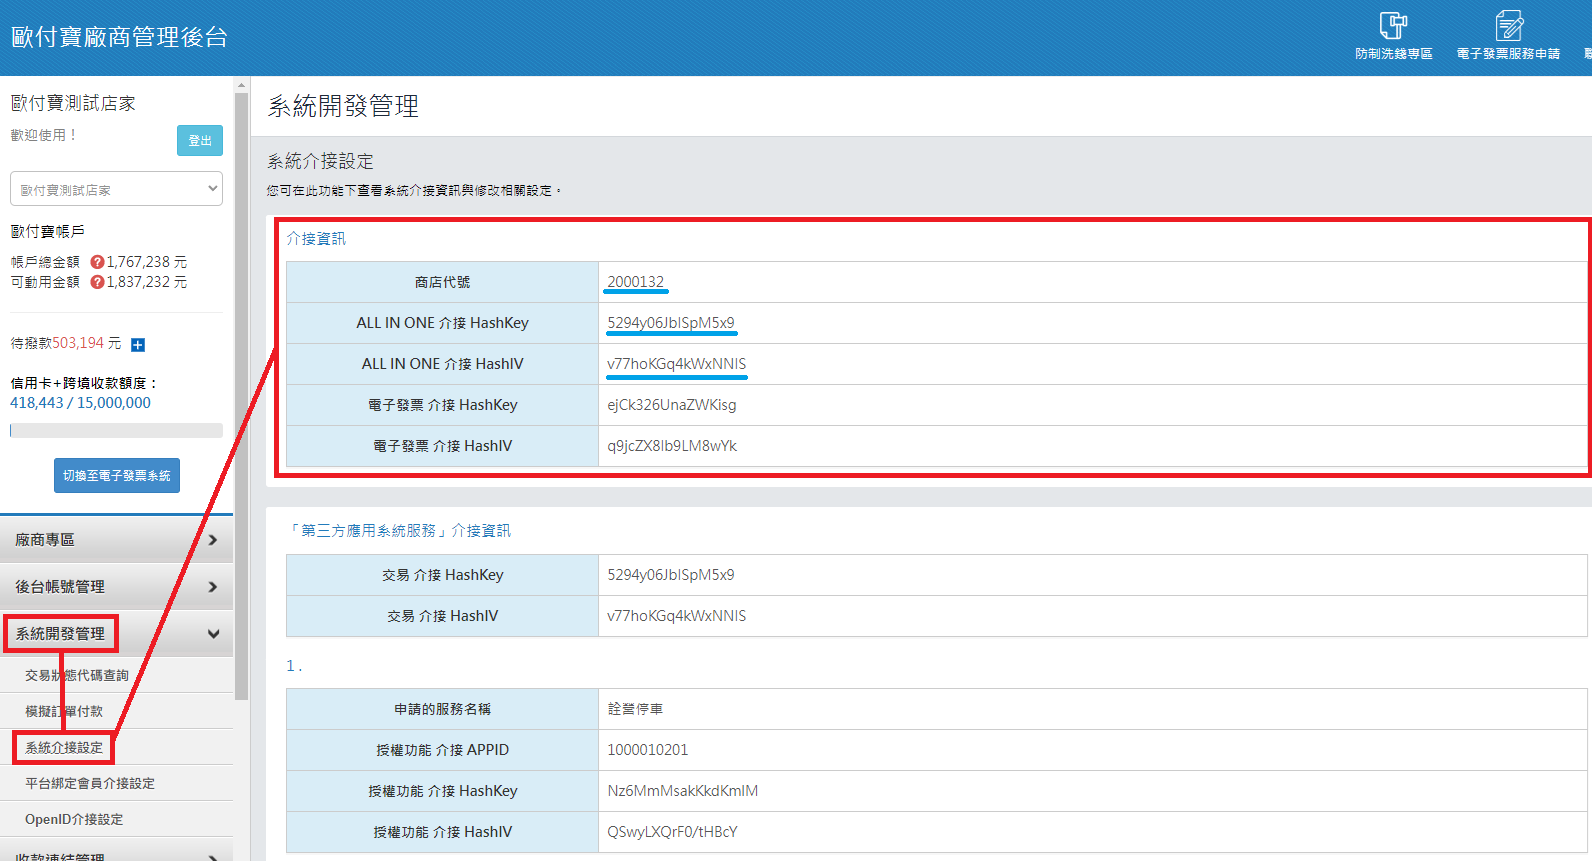 歐付寶廠商管理後台
防制洗錢專區
電子發票服務申請
歐付寶測試店家
歡迎使用！
登出
歐付寶測試店家
歐付寶帳戶
帳戶總金額 ?1,767,238 元
可動用金額 ?1,837,232 元
待撥款503,194 元 +
信用卡+跨境收款額度：
418,443 / 15,000,000
切換至電子發票系統
廠商專區
後台帳號管理
系統開發管理
交易狀態代碼查詢
模擬訂單付款
系統介接設定
平台綁定會員介接設定
OpenID介接設定
收款連結管理
系統開發管理
系統介接設定
您可在此功能下查看系統介接資訊與修改相關設定。
介接資訊
商店代號 2000132
ALL IN ONE 介接 HashKey 5294y06JbISpM5x9
ALL IN ONE 介接 HashIV v77hoKGq4kWxNNIS
電子發票 介接 HashKey ejCk326UnaZWKisg
電子發票 介接 HashIV q9jcZX8Ib9LM8wYk
「第三方應用系統服務」介接資訊
交易 介接 HashKey 5294y06JbISpM5x9
交易 介接 HashIV v77hoKGq4kWxNNIS
1 .
申請的服務名稱 詮營停車
授權功能 介接 APPID 1000010201
授權功能 介接 HashKey Nz6MmMsakKkdKmIM
授權功能 介接 HashIV QSwyLXQrF0/tHBcY